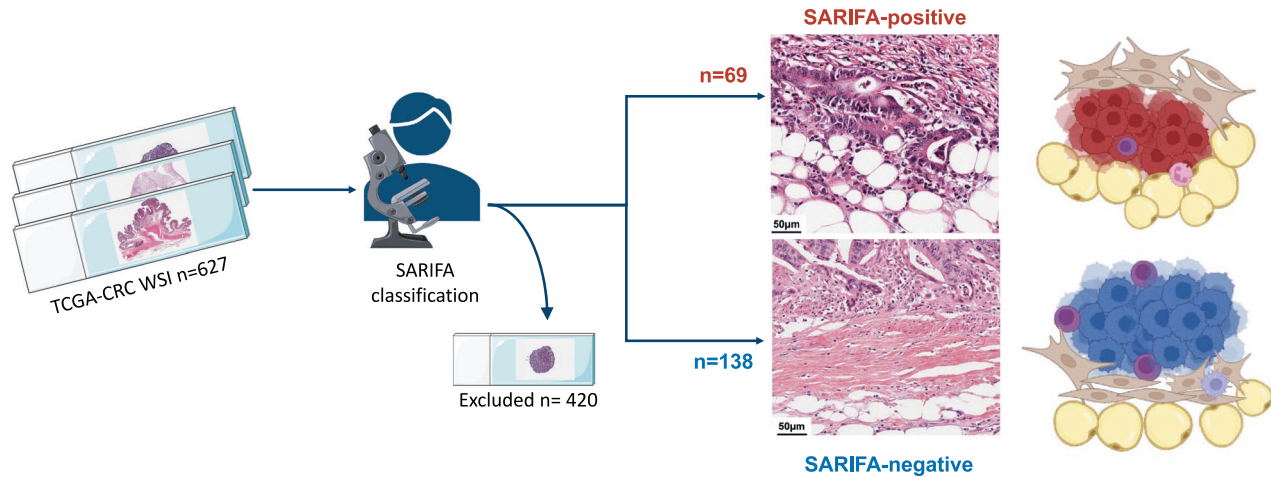 SARIFA-positive
n=69
TCGA-CRC WSI n=627
SARIFA
classification
50µm
Excluded n= 420
n=138
50µm
SARIFA-negative